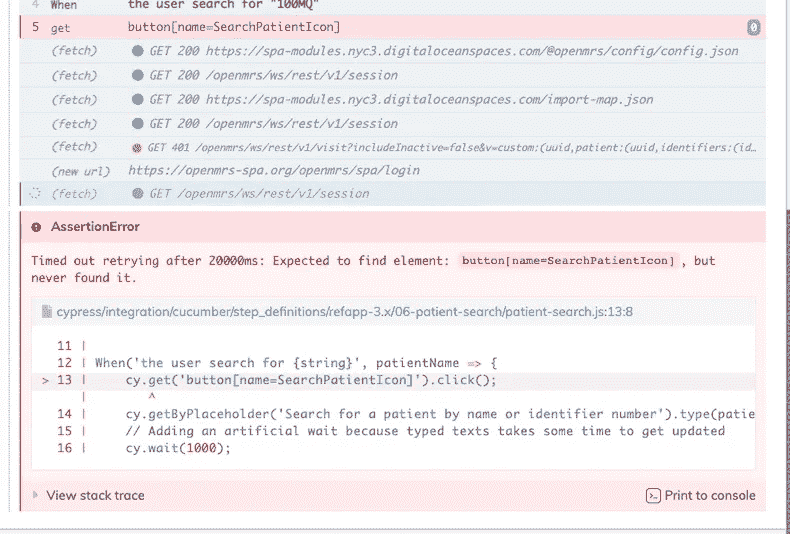 4 When the user search for "100MQ"
5 get button[name=SearchPatientIcon] 0
(fetch) GET 200 https://spa-modules.nyc3.digitaloceanspaces.com/@openmrs/config/config.json
(fetch) GET 200 /openmrs/ws/rest/v1/session
(fetch) GET 200 https://spa-modules.nyc3.digitaloceanspaces.com/import-map.json
(fetch) GET 200 /openmrs/ws/rest/v1/session
(fetch) GET 401 /openmrs/ws/rest/v1/visit?includeInactive=false&v=custom:(uuid,patient:(uuid,identifiers:(id…
(new url) https://openmrs-spa.org/openmrs/spa/login
(fetch) GET /openmrs/ws/rest/v1/session
AssertionError
Timed out retrying after 20000ms: Expected to find element: button[name=SearchPatientIcon], but
never found it.
cypress/integration/cucumber/step_definitions/refapp-3.x/06-patient-search/patient-search.js:13:8
11 |
12 | When('the user search for {string}', patientName => {
> 13 | cy.get('button[name=SearchPatientIcon]').click();
| ^
14 | cy.getByPlaceholder('Search for a patient by name or identifier number').type(patie
15 | // Adding an artificial wait because typed texts takes some time to get updated
16 | cy.wait(1000);
View stack trace Print to console